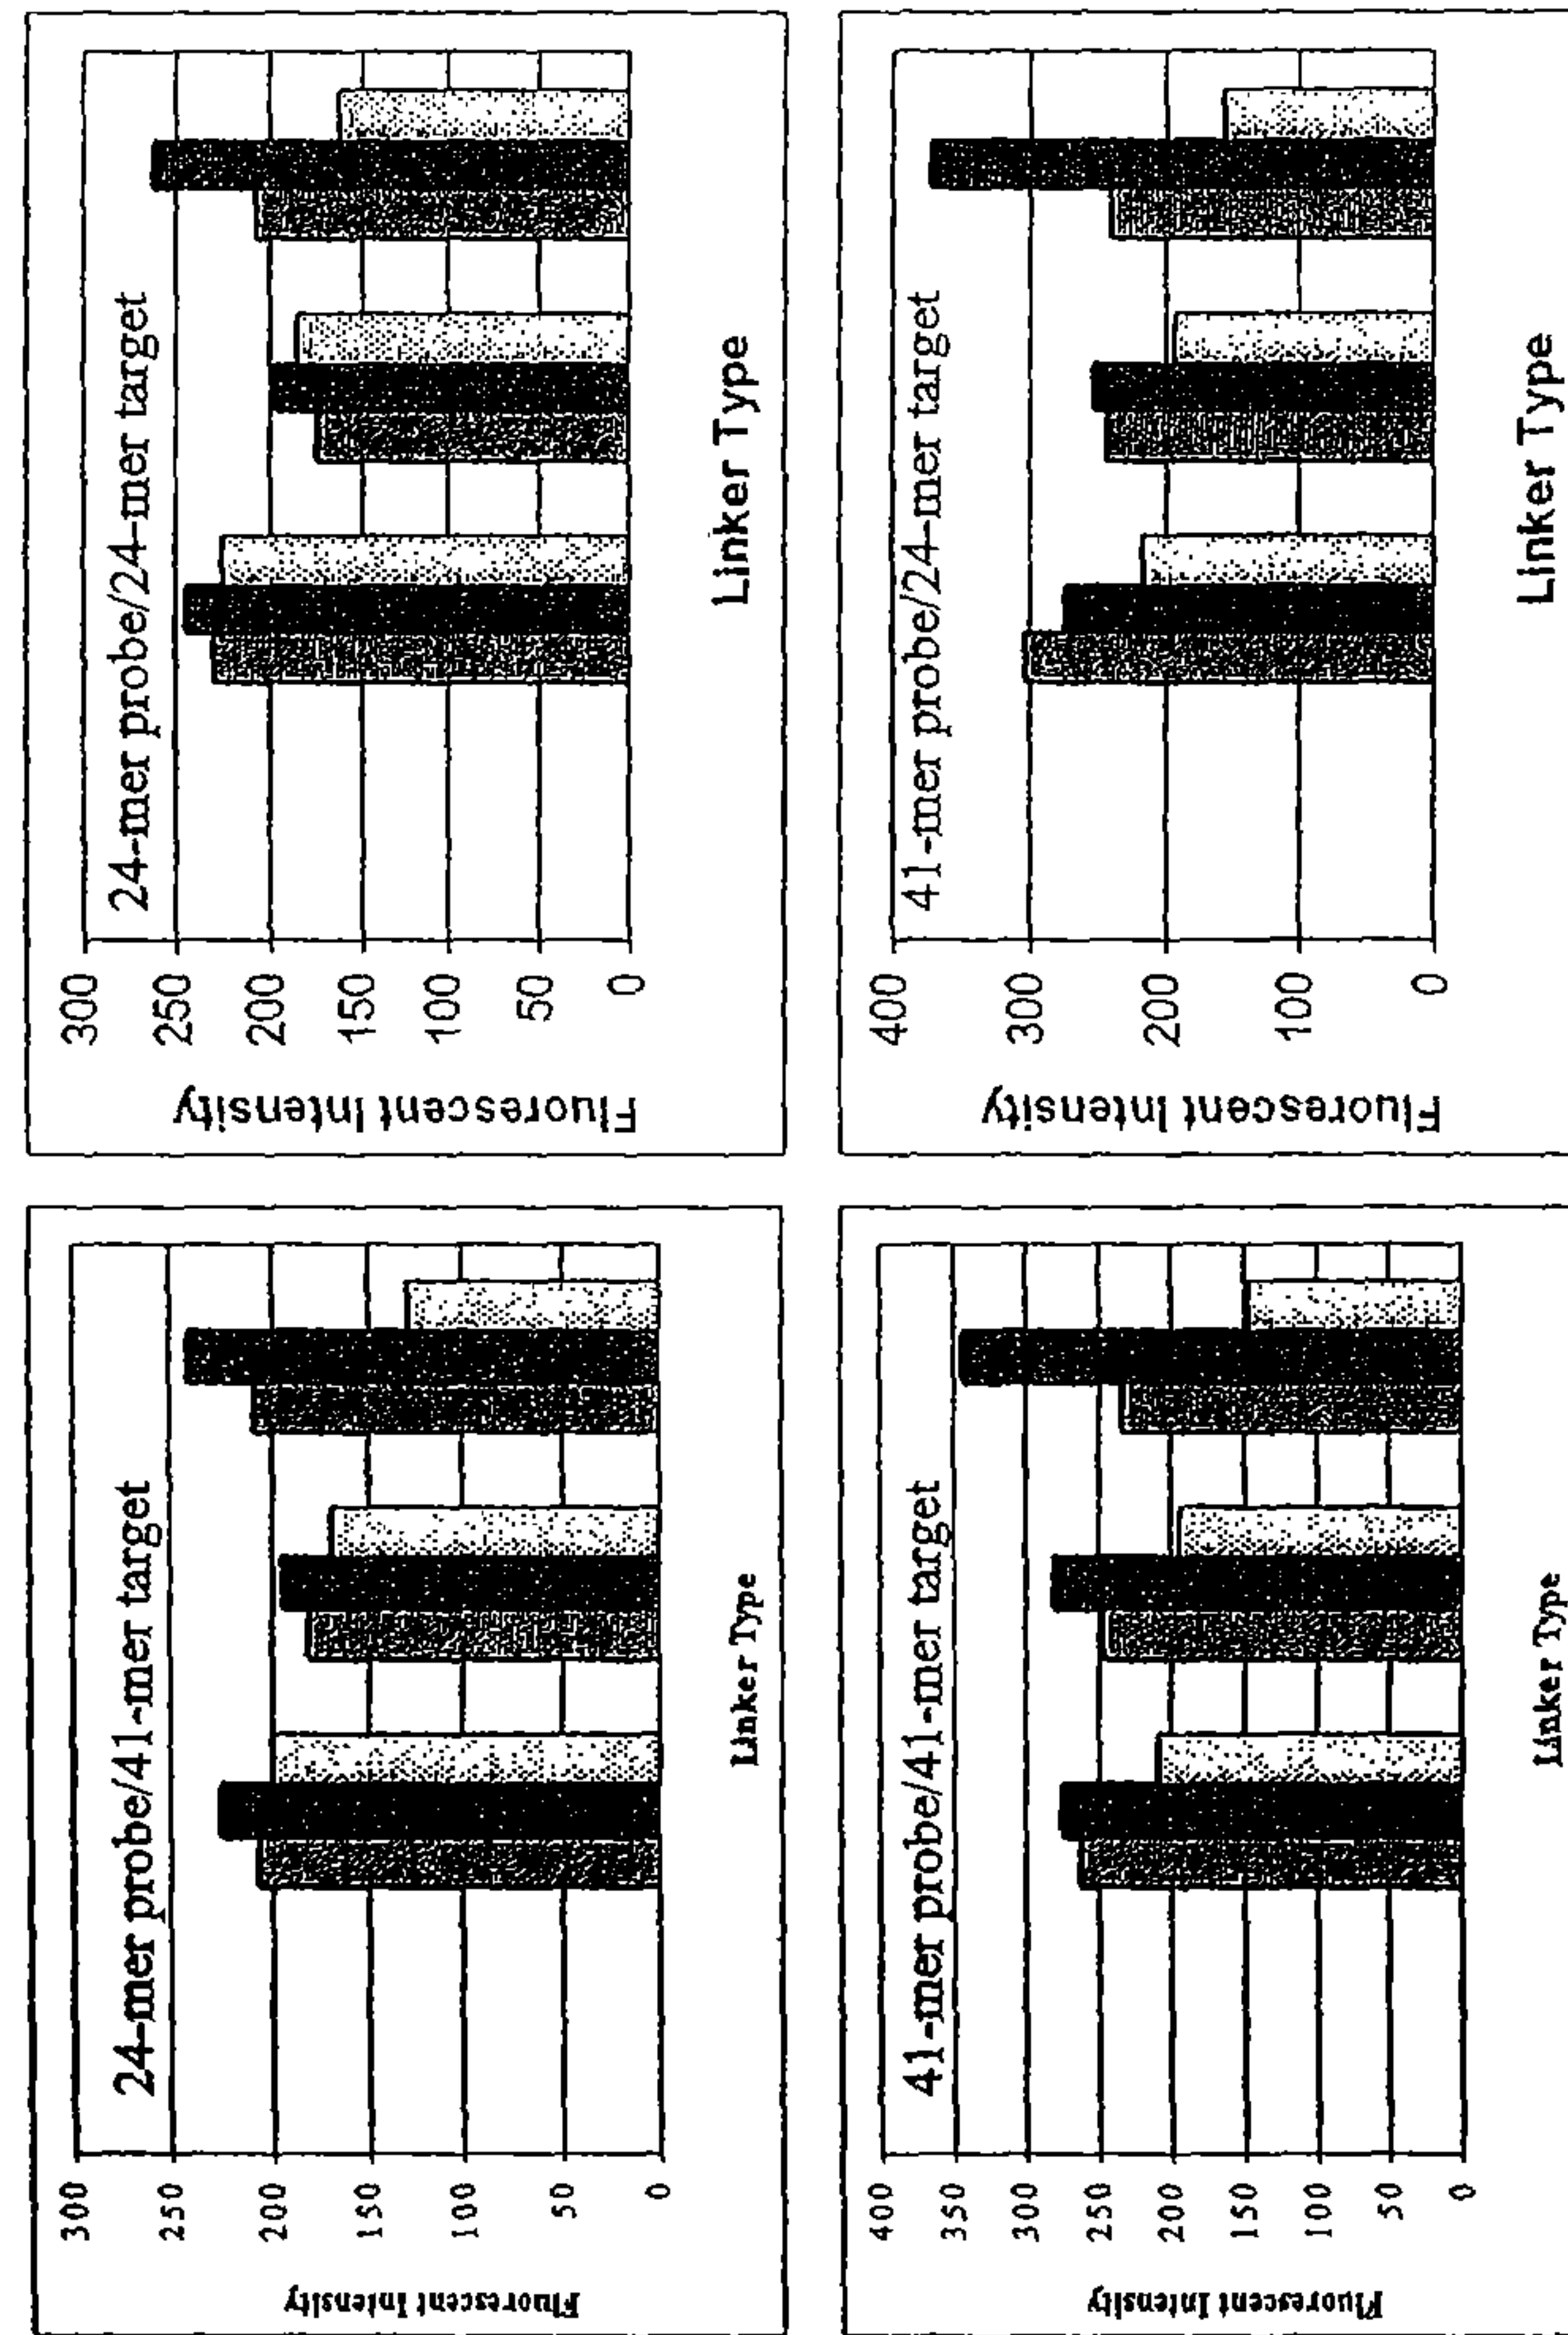 24-mer probe/24-mer target
300
250
200
150
100
50
0
Fluorescent Intensity
Linker Type
41-mer probe/24-mer target
400
300
200
100
0
Fluorescent Intensity
Linker Type
24-mer probe/41-mer target
300
250
200
150
100
50
0
Fluorescent Intensity
Linker Type
41-mer probe/41-mer target
400
350
300
250
200
150
100
50
0
Fluorescent Intensity
Linker Type